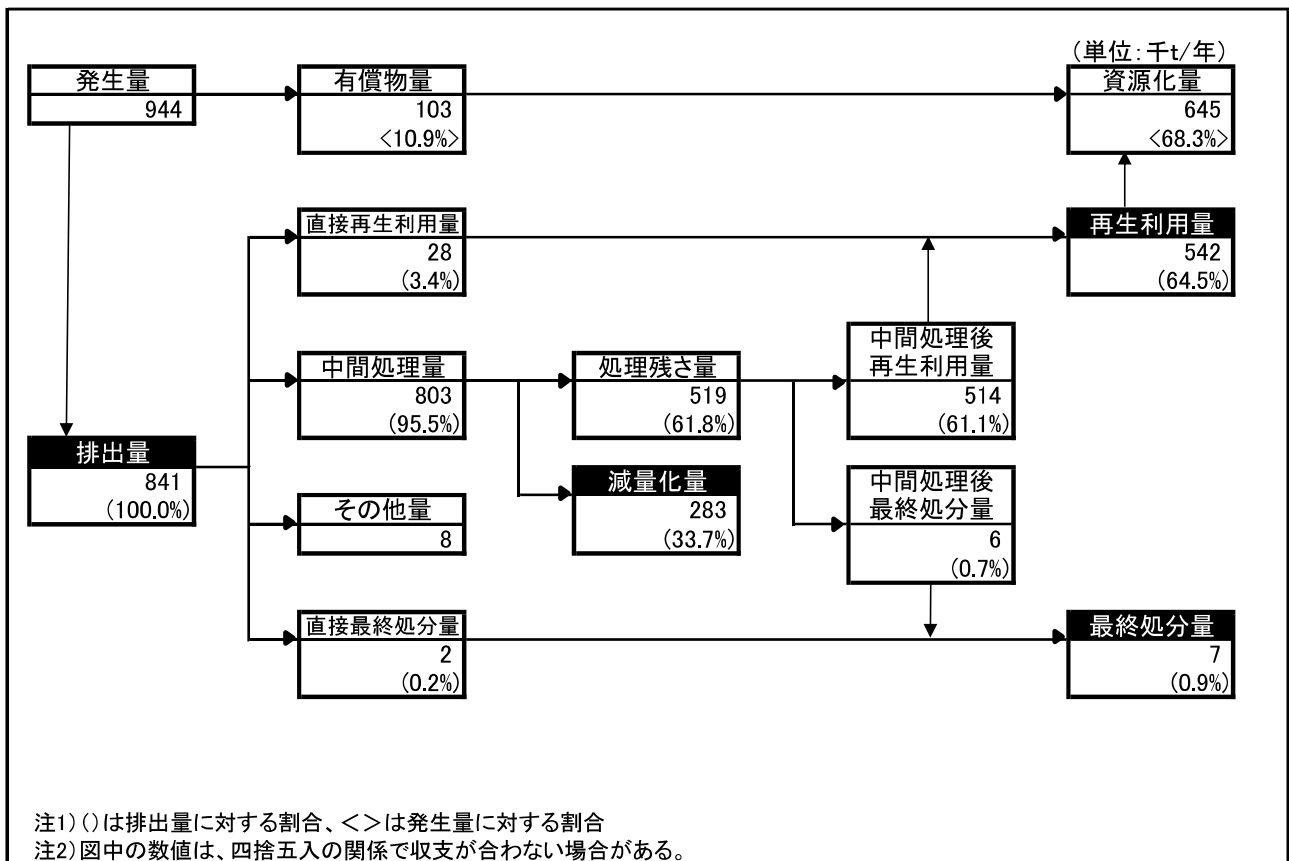 (単位:千t/年)
発生量
944
有償物量
103
<10.9%>
資源化量
645
<68.3%>
直接再生利用量
28
(3.4%)
再生利用量
542
(64.5%)
中間処理量
803
(95.5%)
処理残さ量
519
(61.8%)
中間処理後
再生利用量
514
(61.1%)
排出量
841
(100.0%)
その他量
8
減量化量
283
(33.7%)
中間処理後
最終処分量
6
(0.7%)
直接最終処分量
2
(0.2%)
最終処分量
7
(0.9%)
注1)()は排出量に対する割合、<>は発生量に対する割合
注2)図中の数値は、四捨五入の関係で収支が合わない場合がある。